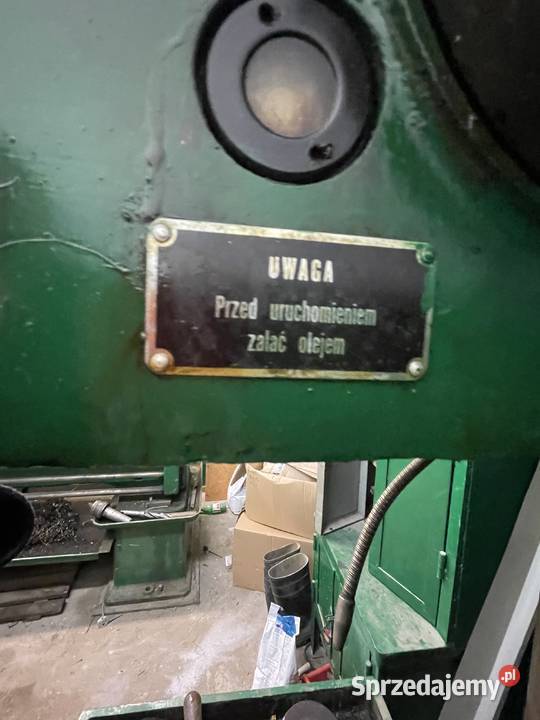 UWAGA
Przed uruchomieniem
zalać olejem
Sprzedajemy.pl